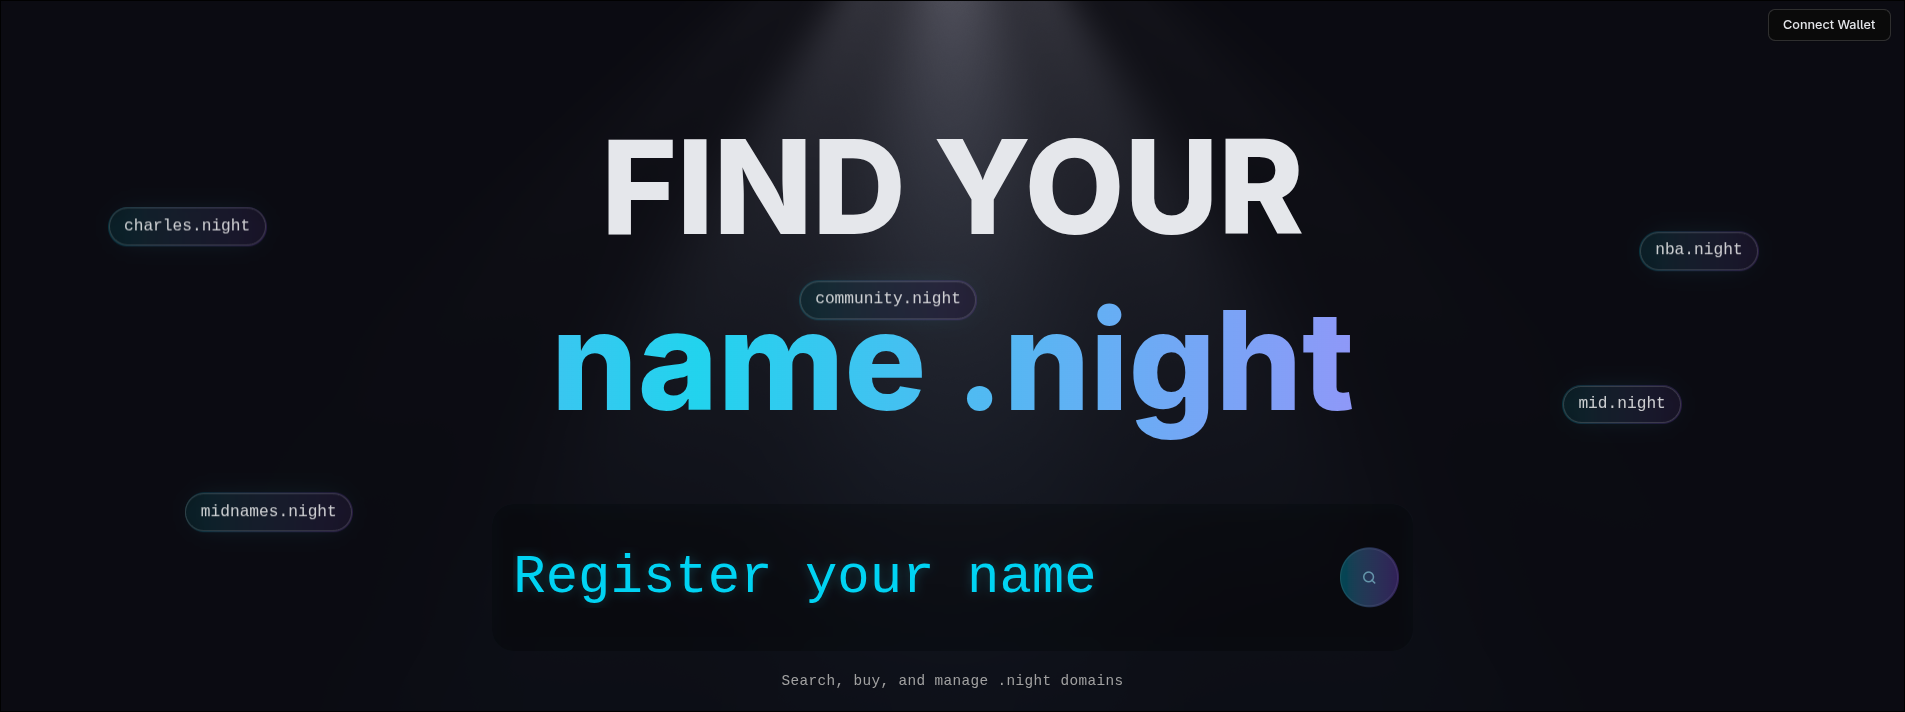 Connect Wallet
FIND YOUR
charles.night
nba.night
community.night
name .night
mid.night
midnames.night
Register your name
Search, buy, and manage .night domains